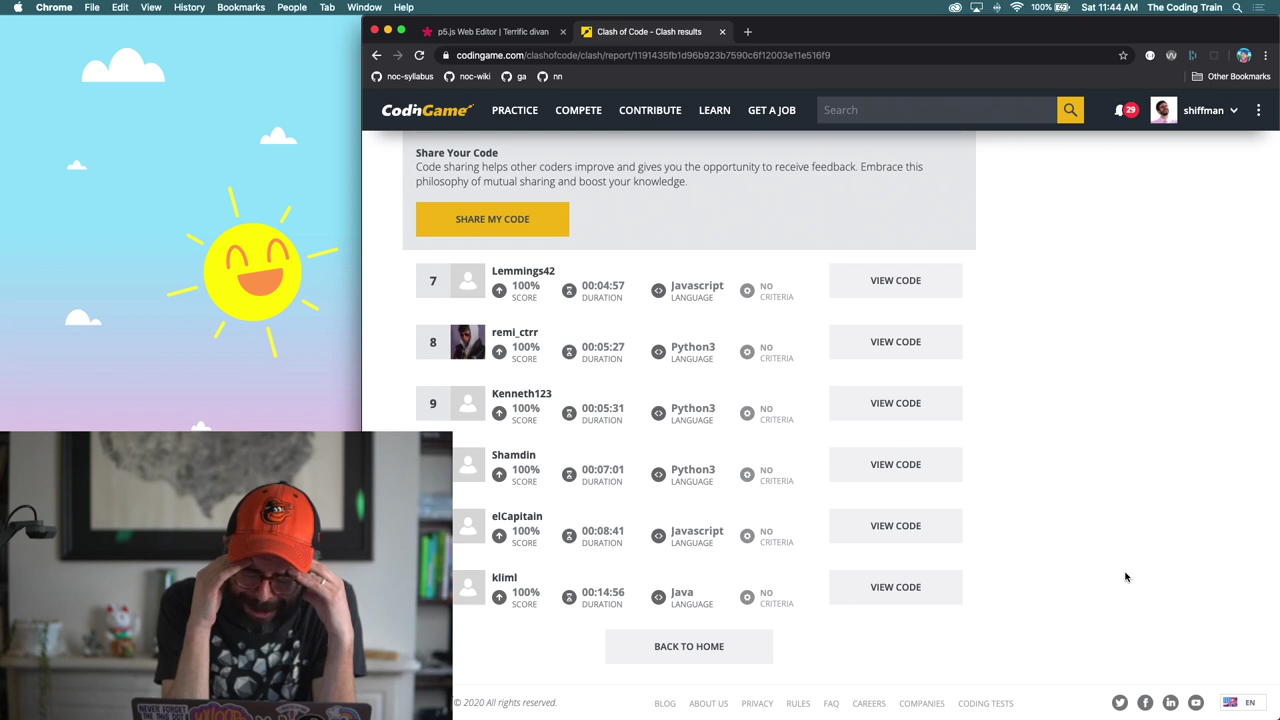 Chrome File Edit View History Bookmarks People Tab Window Help 100% Sat 11:44 AM The Coding Train
p5.js Web Editor | Terrific divan Clash of Code - Clash results
codingame.com/clashofcode/clash/report/1191435fb1d96b923b7590c6f12003e11e516f9
noc-syllabus noc-wiki ga nn Other Bookmarks
CodinGame PRACTICE COMPETE CONTRIBUTE LEARN GET A JOB Search 29 shiffman
Share Your Code
Code sharing helps other coders improve and gives you the opportunity to receive feedback. Embrace this
philosophy of mutual sharing and boost your knowledge.
SHARE MY CODE
7 Lemmings42 100% SCORE 00:04:57 DURATION Javascript LANGUAGE NO CRITERIA VIEW CODE
8 remi_ctrr 100% SCORE 00:05:27 DURATION Python3 LANGUAGE NO CRITERIA VIEW CODE
9 Kenneth123 100% SCORE 00:05:31 DURATION Python3 LANGUAGE NO CRITERIA VIEW CODE
Shamdin 100% SCORE 00:07:01 DURATION Python3 LANGUAGE NO CRITERIA VIEW CODE
elCapitain 100% SCORE 00:08:41 DURATION Javascript LANGUAGE NO CRITERIA VIEW CODE
kliml 100% SCORE 00:14:56 DURATION Java LANGUAGE NO CRITERIA VIEW CODE
BACK TO HOME
© 2020 All rights reserved. BLOG ABOUT US PRIVACY RULES FAQ CAREERS COMPANIES CODING TESTS EN
NEVER FORGET